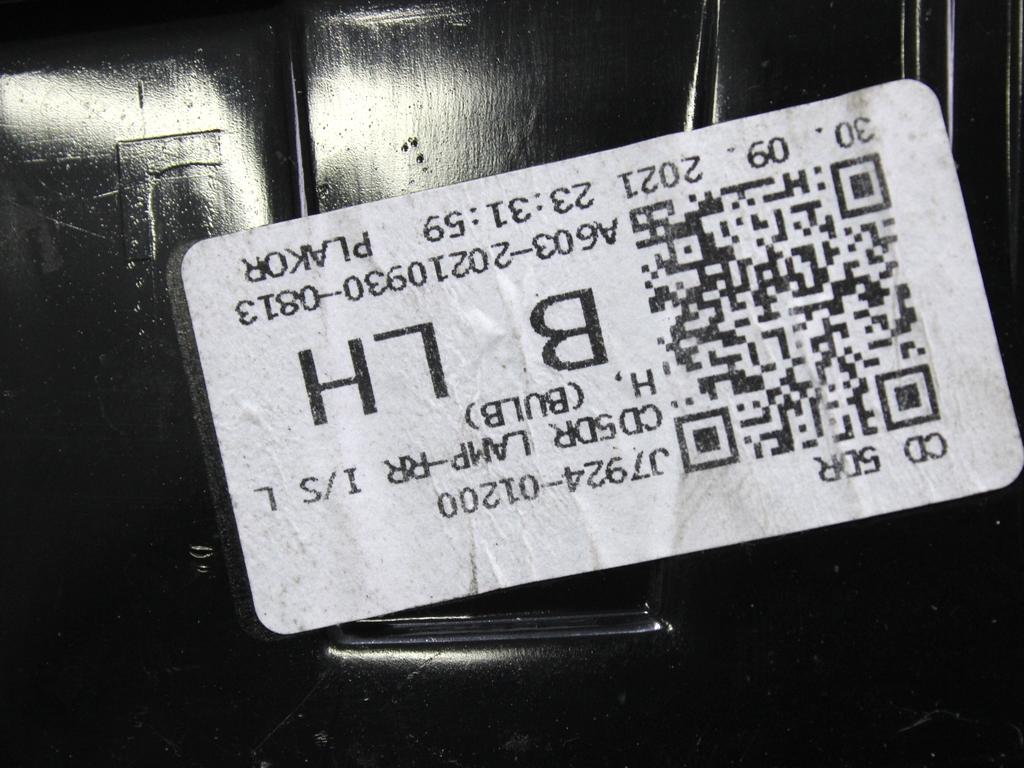 CD 5DR
J7924-01200
CD5DR LAMP-RR I/S L
H, (BULB)
B LH
A603-20210930-0813
2021. 09. 30 23:31:59 PLAKOR